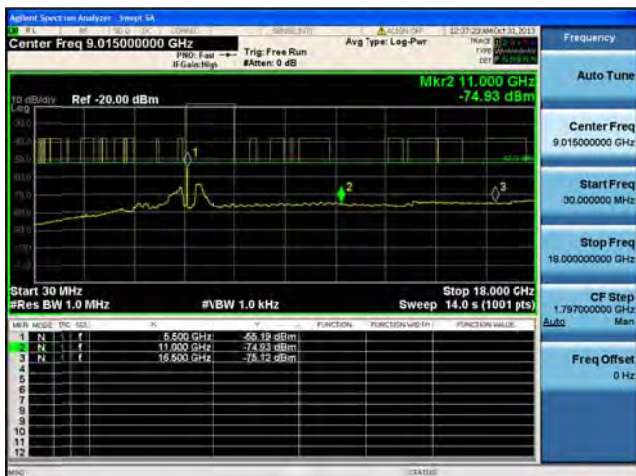 Agilent Spectrum Analyzer - Swept SA
RL
ALIGN OFF
12:37:29 AM Oct 31, 2013
Center Freq 9.015000000 GHz
PNO: Fast
IFGain:High
Trig: Free Run
#Atten: 0 dB
Avg Type: Log-Pwr
TRACE
TYPE
DET
Frequency
Mkr2 11.000 GHz
-74.93 dBm
10 dB/div
Ref -20.00 dBm
Log
1
2
3
Start 30 MHz
Stop 18.000 GHz
#Res BW 1.0 MHz
#VBW 1.0 kHz
Sweep 14.0 s (1001 pts)
MKR MODE TRC SCL X Y FUNCTION FUNCTION WIDTH FUNCTION VALUE
1 N 1 f 5.500 GHz -55.19 dBm
2 N 1 f 11.000 GHz -74.93 dBm
3 N 1 f 16.500 GHz -75.12 dBm
4
5
6
7
8
9
10
11
12
MSG
STATUS
Auto Tune
Center Freq
9.015000000 GHz
Start Freq
30.000000 MHz
Stop Freq
18.000000000 GHz
CF Step
1.797000000 GHz
Auto Man
Freq Offset
0 Hz